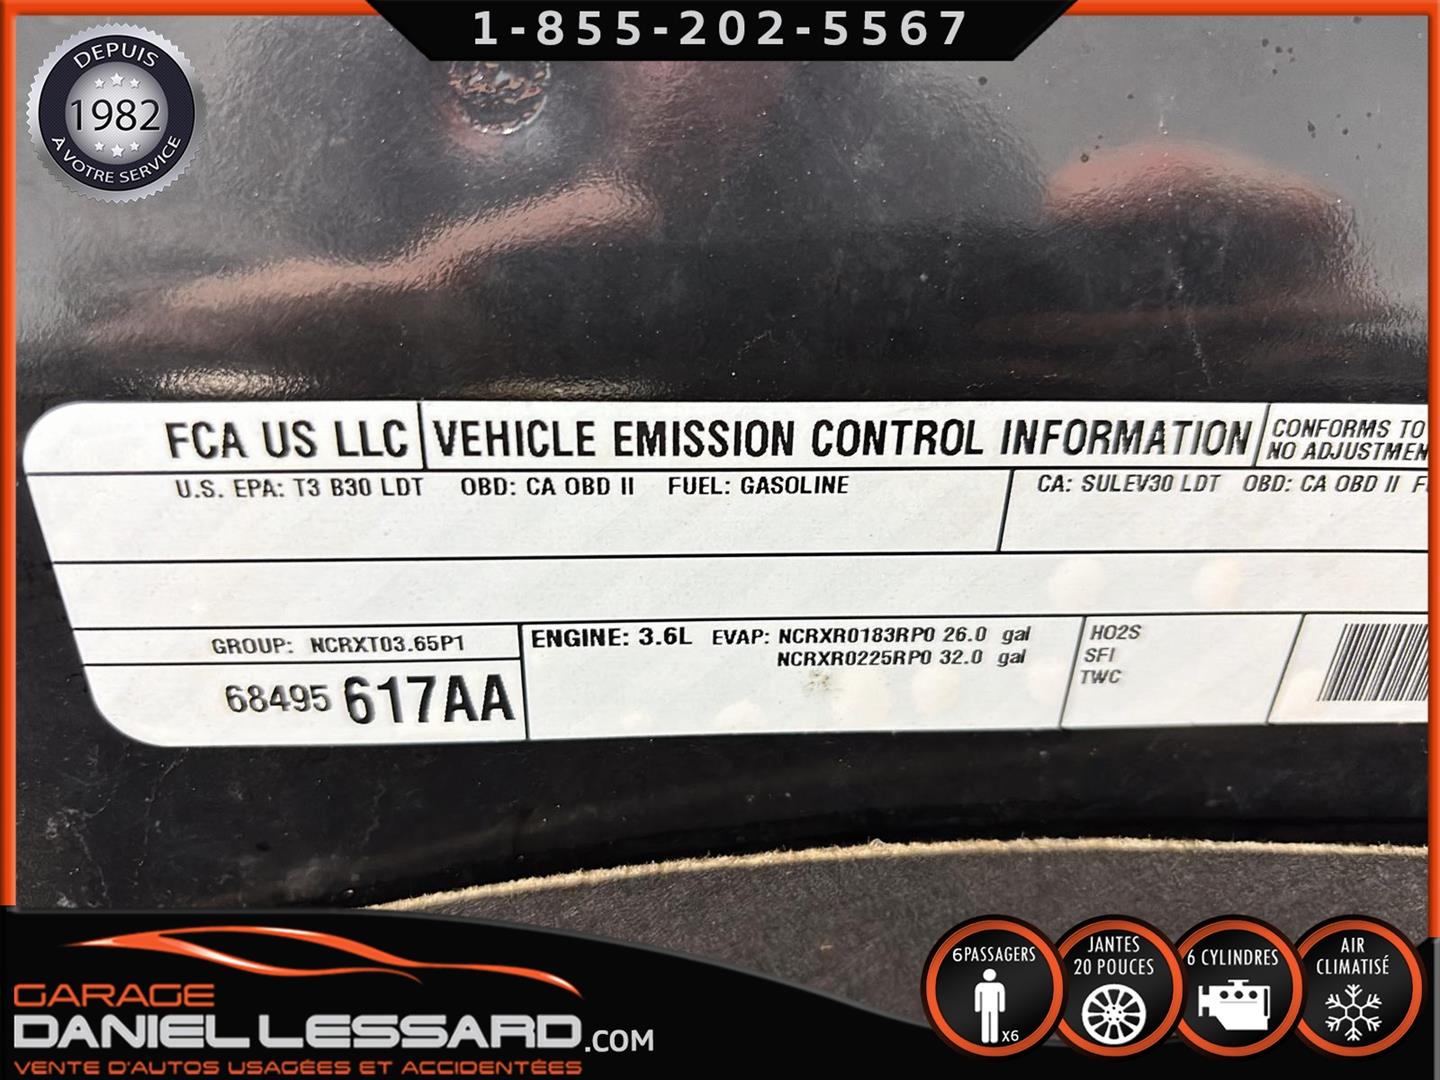 1-855-202-5567
DEPUIS
1982
À VOTRE SERVICE
FCA US LLC
VEHICLE EMISSION CONTROL INFORMATION
CONFORMS TO
NO ADJUSTMEN
U.S. EPA: T3 B30 LDT OBD: CA OBD II FUEL: GASOLINE
CA: SULEV30 LDT OBD: CA OBD II F
GROUP: NCRXT03.65P1
68495 617AA
ENGINE: 3.6L EVAP: NCRXR0183RP0 26.0 gal
NCRXR0225RP0 32.0 gal
HO2S
SFI
TWC
GARAGE
DANIEL LESSARD.COM
VENTE D'AUTOS USAGÉES ET ACCIDENTÉES
6 PASSAGERS
X6
JANTES
20 POUCES
6 CYLINDRES
AIR
CLIMATISÉ